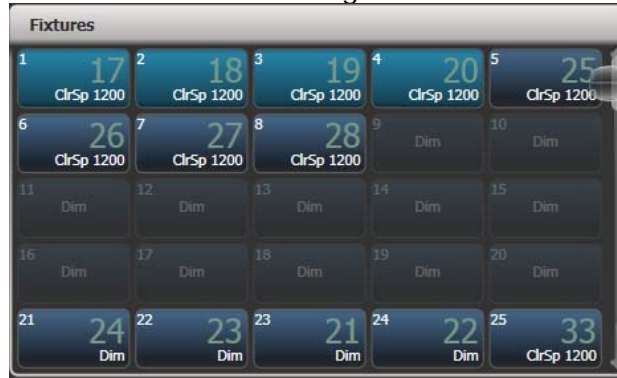 Fixtures
1 17 2 18 3 19 4 20 5 25
ClrSp 1200 ClrSp 1200 ClrSp 1200 ClrSp 1200 ClrSp 1200
6 26 7 27 8 28 9 10
ClrSp 1200 ClrSp 1200 ClrSp 1200 Dim Dim
11 12 13 14 15
Dim Dim Dim Dim Dim
16 17 18 19 20
Dim Dim Dim Dim Dim
21 24 22 23 23 21 24 22 25 33
Dim Dim Dim Dim ClrSp 1200